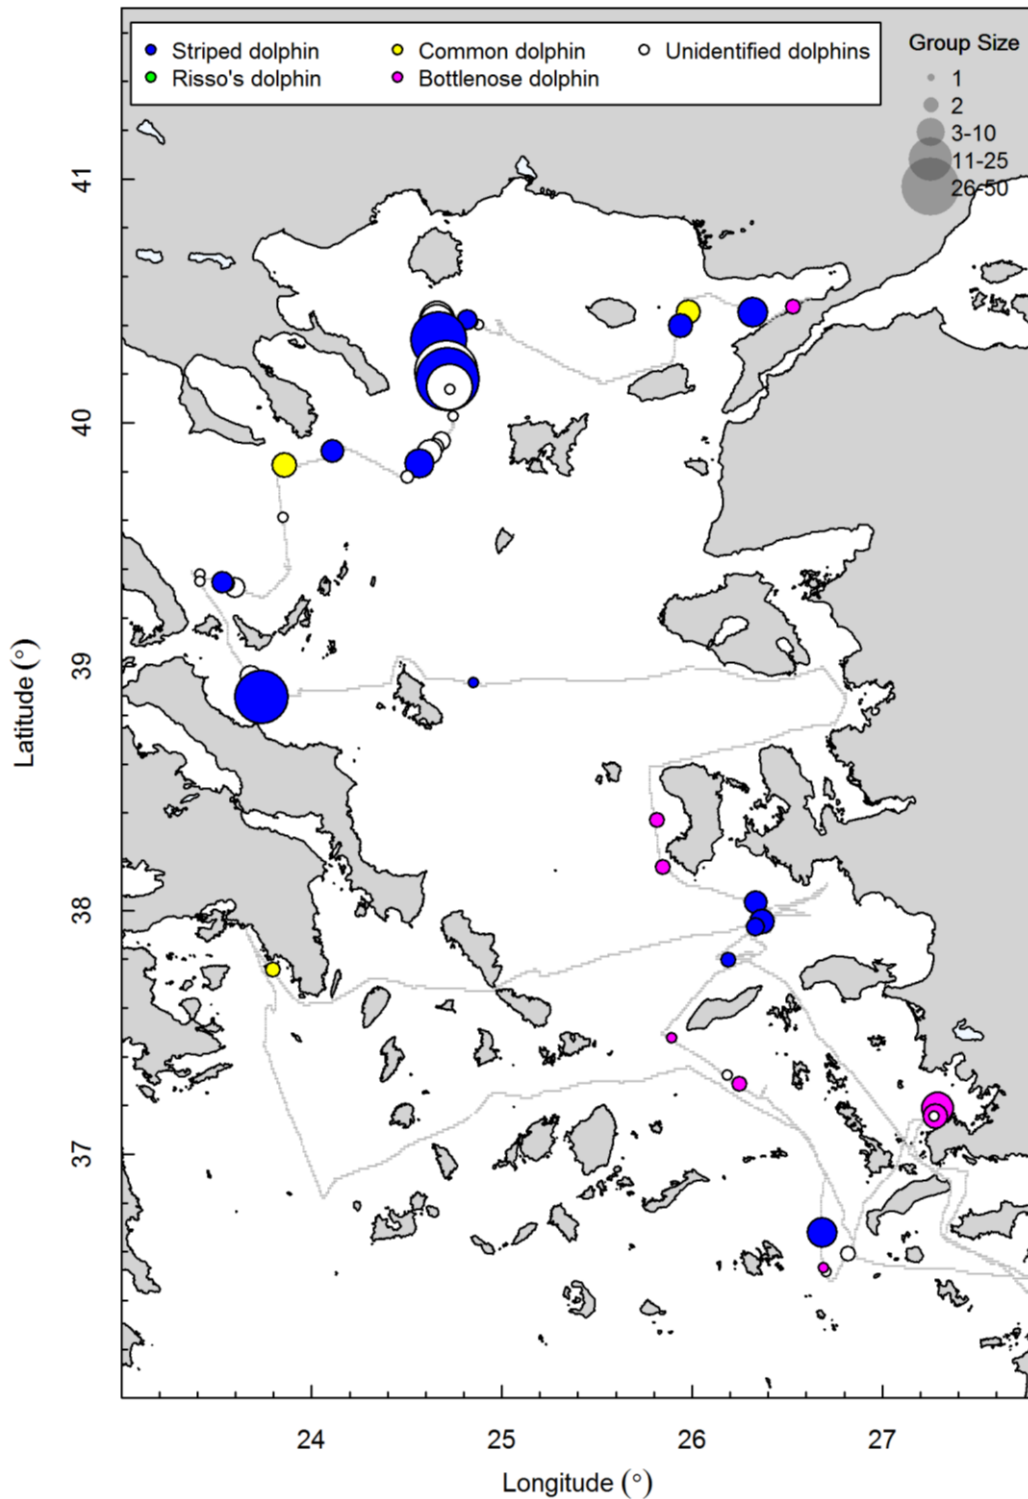 Striped dolphin
Common dolphin
Unidentified dolphins
Risso's dolphin
Bottlenose dolphin
Group Size
1
2
3-10
11-25
26-50
41
40
39
38
37
Latitude (°)
24
25
26
27
Longitude (°)